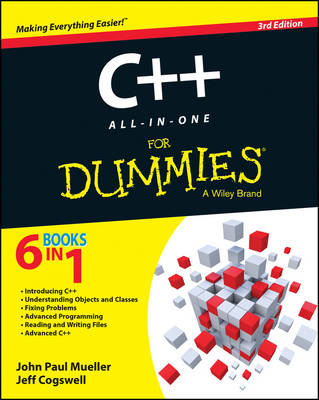 Making Everything Easier!™
3rd Edition
C++
ALL-IN-ONE
FOR
DUMMIES®
A Wiley Brand
6 BOOKS
IN 1
• Introducing C++
• Understanding Objects and Classes
• Fixing Problems
• Advanced Programming
• Reading and Writing Files
• Advanced C++
John Paul Mueller
Jeff Cogswell